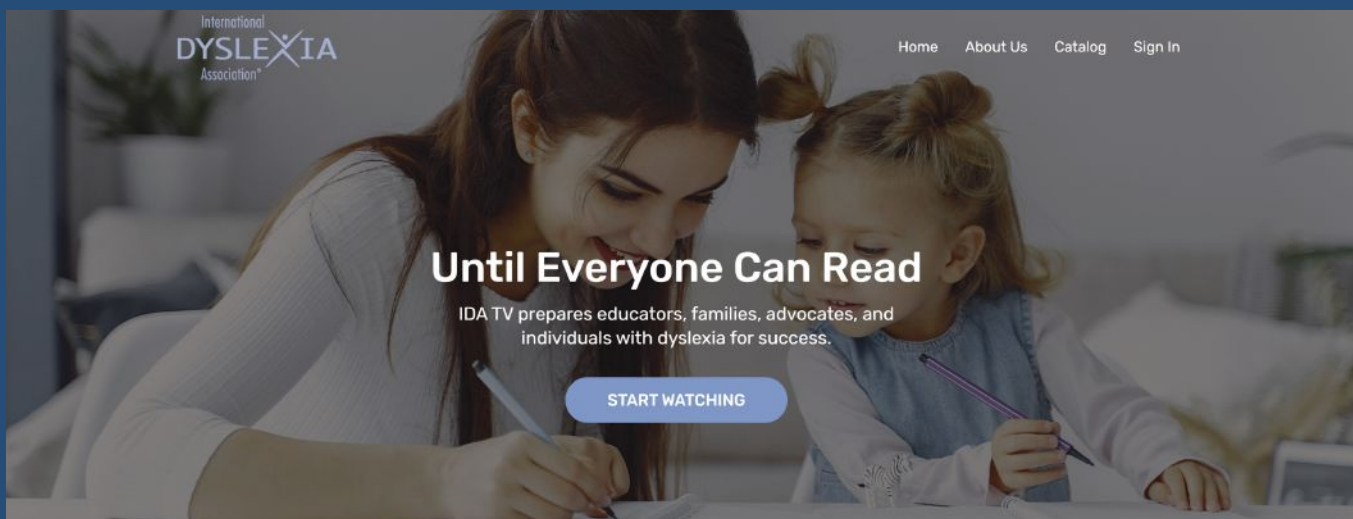 International
DYSLEXIA
Association®
Home About Us Catalog Sign In
Until Everyone Can Read
IDA TV prepares educators, families, advocates, and
individuals with dyslexia for success.
START WATCHING